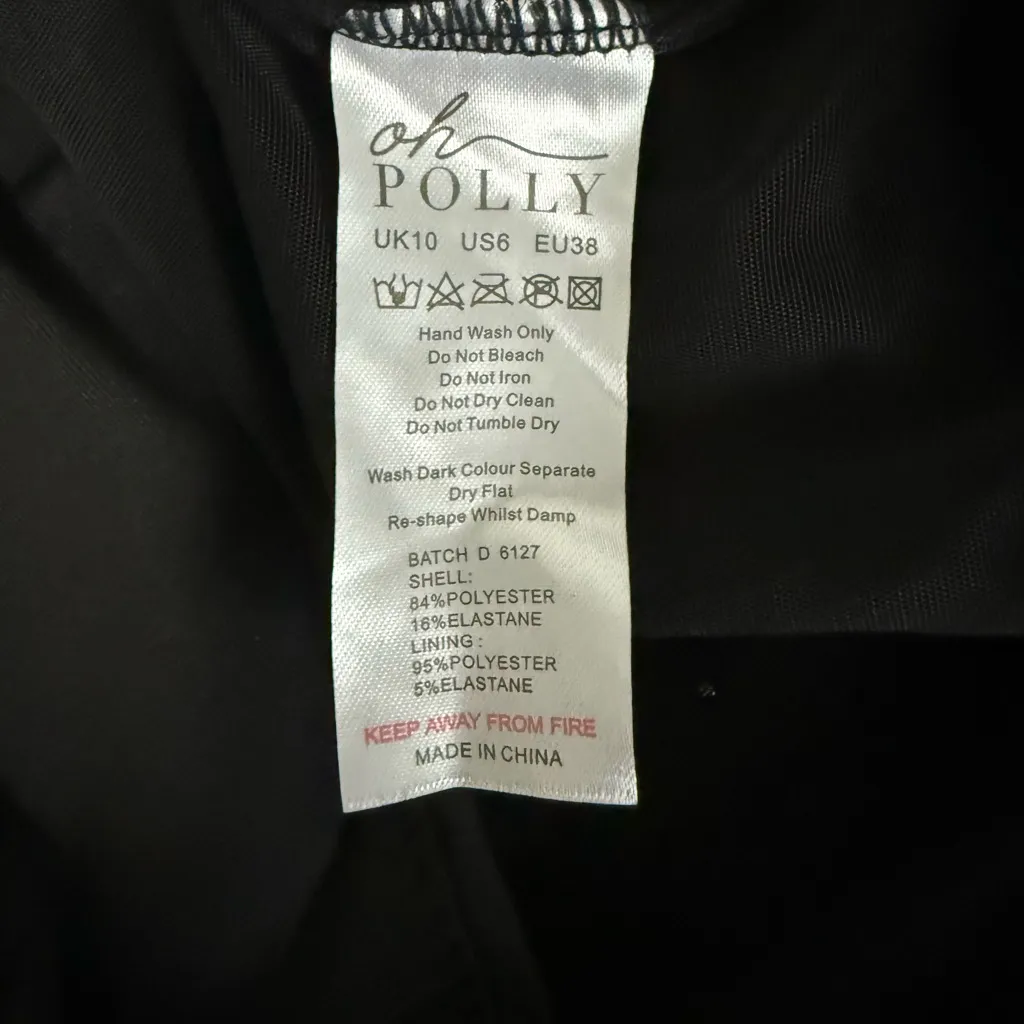 oh
POLLY
UK10 US6 EU38
Hand Wash Only
Do Not Bleach
Do Not Iron
Do Not Dry Clean
Do Not Tumble Dry
Wash Dark Colour Separate
Dry Flat
Re-shape Whilst Damp
BATCH D 6127
SHELL:
84%POLYESTER
16%ELASTANE
LINING :
95%POLYESTER
5%ELASTANE
KEEP AWAY FROM FIRE
MADE IN CHINA